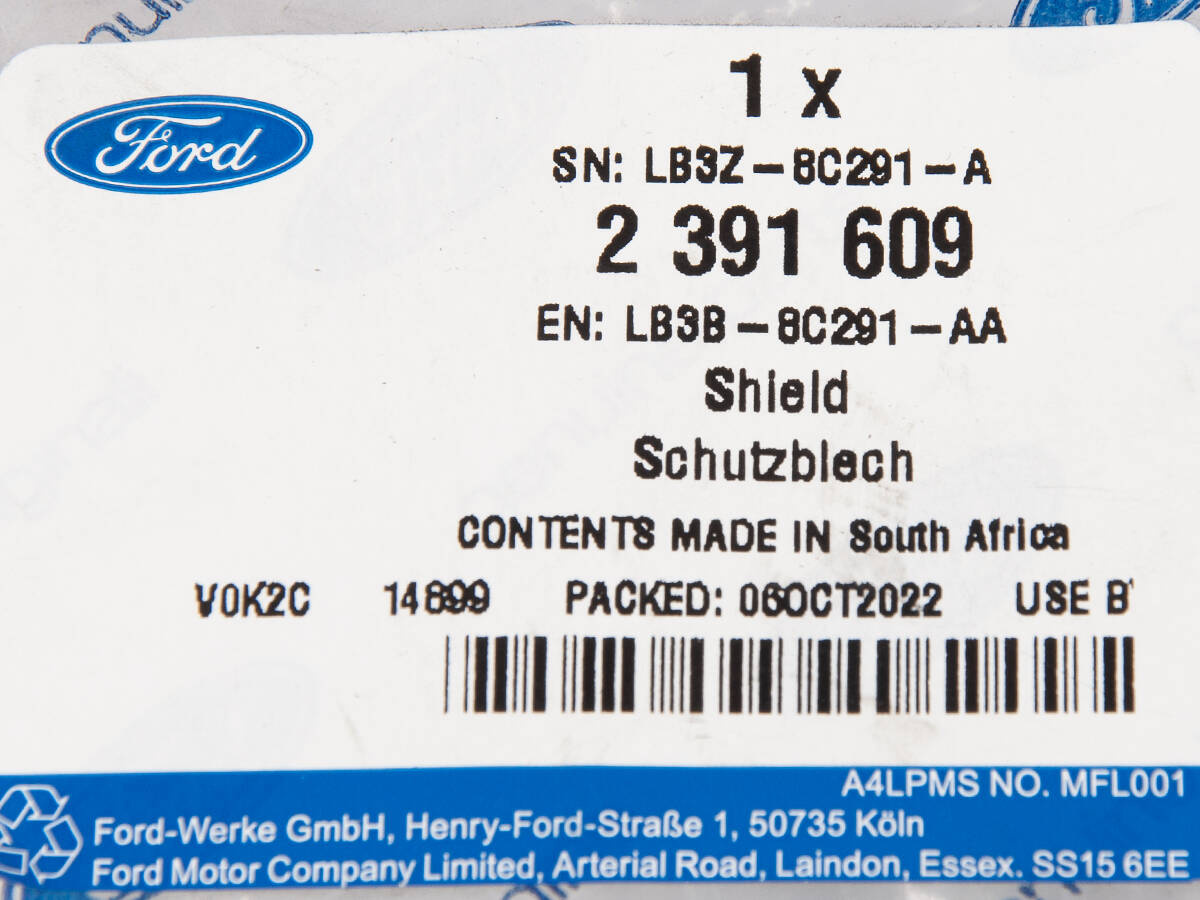 Ford
1 x
SN: LB3Z-8C291-A
2 391 609
EN: LB3B-8C291-AA
Shield
Schutzblech
CONTENTS MADE IN South Africa
V0K2C 14899 PACKED: 06OCT2022 USE B
A4LPMS NO. MFL001
Ford-Werke GmbH, Henry-Ford-Straße 1, 50735 Köln
Ford Motor Company Limited, Arterial Road, Laindon, Essex. SS15 6EE